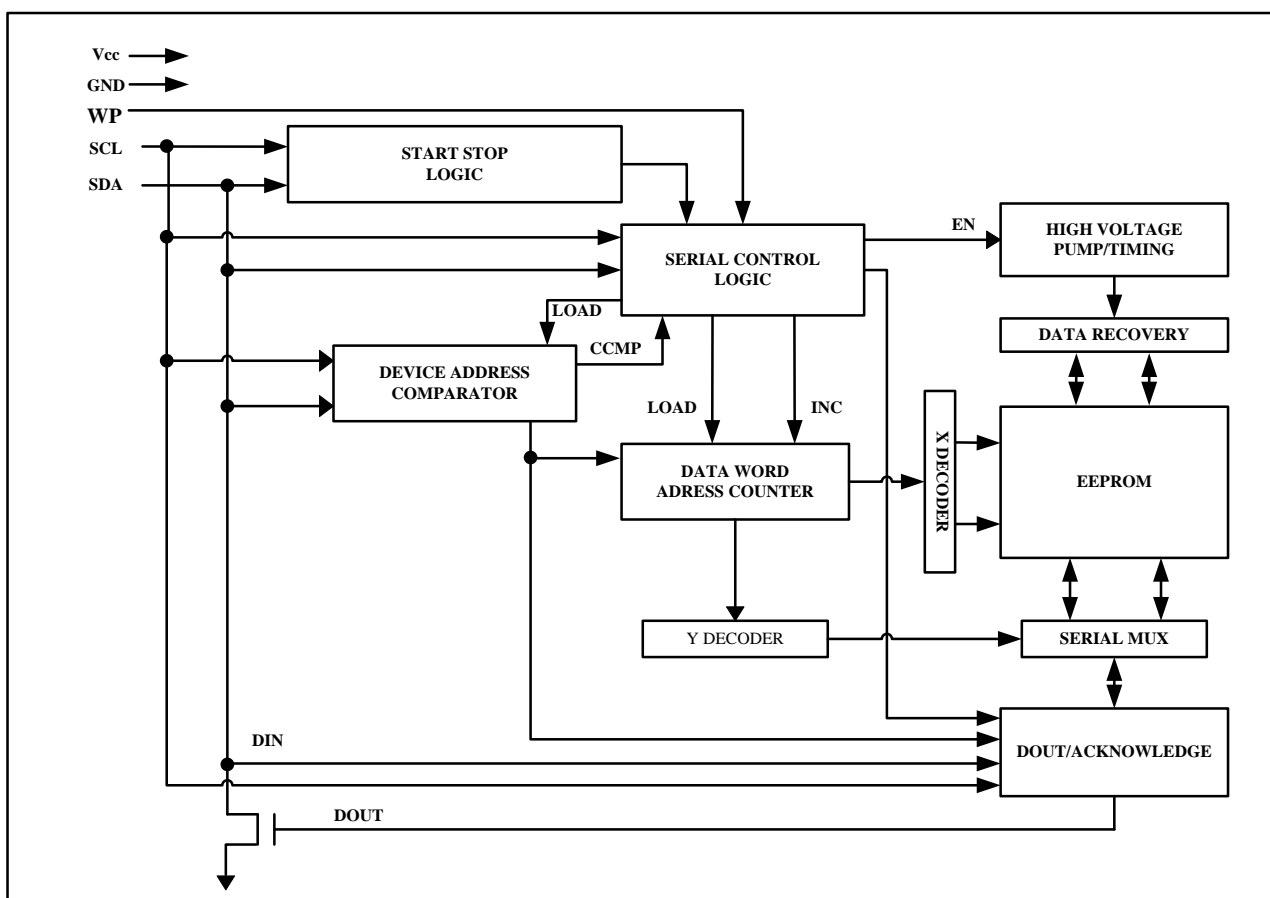 Vcc
GND
WP
SCL
SDA
START STOP
LOGIC
SERIAL CONTROL
LOGIC
EN
HIGH VOLTAGE
PUMP/TIMING
LOAD
CCMP
DATA RECOVERY
DEVICE ADDRESS
COMPARATOR
LOAD
INC
X DECODER
EEPROM
DATA WORD
ADRESS COUNTER
Y DECODER
SERIAL MUX
DIN
DOUT/ACKNOWLEDGE
DOUT